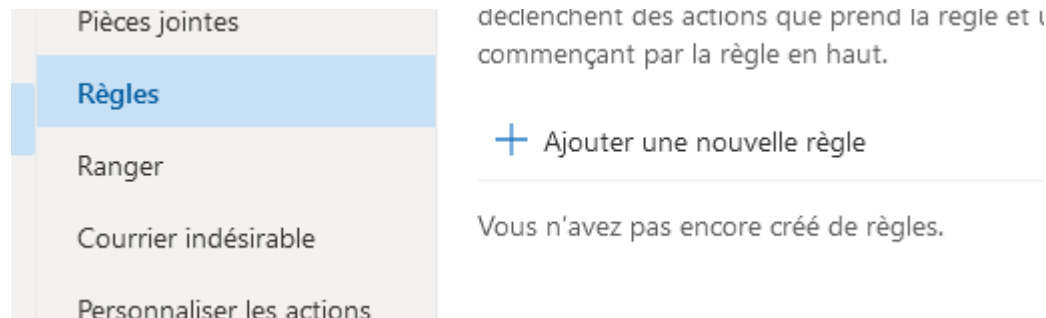 Pièces jointes
Règles
Ranger
Courrier indésirable
Personnaliser les actions
déclenchent des actions que prend la règle et
commençant par la règle en haut.
Ajouter une nouvelle règle
Vous n'avez pas encore créé de règles.